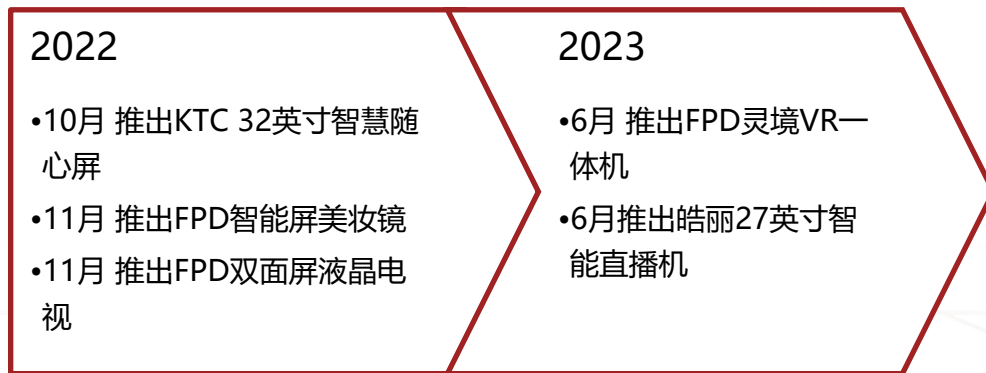 2022
•10月 推出KTC 32英寸智慧随
心屏
•11月 推出FPD智能屏美妆镜
•11月 推出FPD双面屏液晶电
视
2023
•6月 推出FPD灵境VR一
体机
•6月推出皓丽27英寸智
能直播机